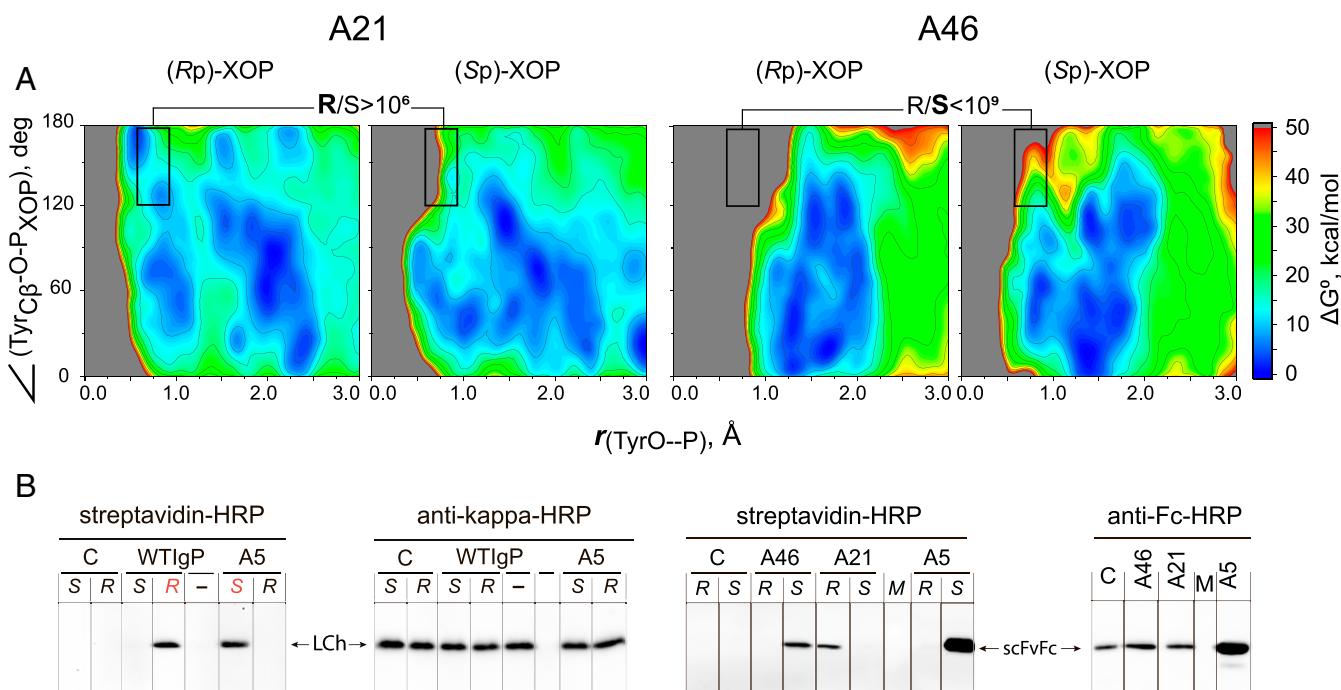 A21 A46
A
(Rp)-XOP (Sp)-XOP (Rp)-XOP (Sp)-XOP
R/S>10⁶ R/S<10⁹
180
120
60
0
∠(TyrCβ-O-PXOP), deg
0.0 1.0 2.0 3.0 0.0 1.0 2.0 3.0 0.0 1.0 2.0 3.0 0.0 1.0 2.0 3.0
50
40
30
20
10
0
ΔGº, kcal/mol
r(TyrO--P), Å
B
streptavidin-HRP anti-kappa-HRP streptavidin-HRP anti-Fc-HRP
C WTIgP A5 C WTIgP A5 C A46 A21 A5 C A46 A21 M A5
S R S R – S R S R S R – S R R S R S R S M R S
←LCh→ ←scFvFc→